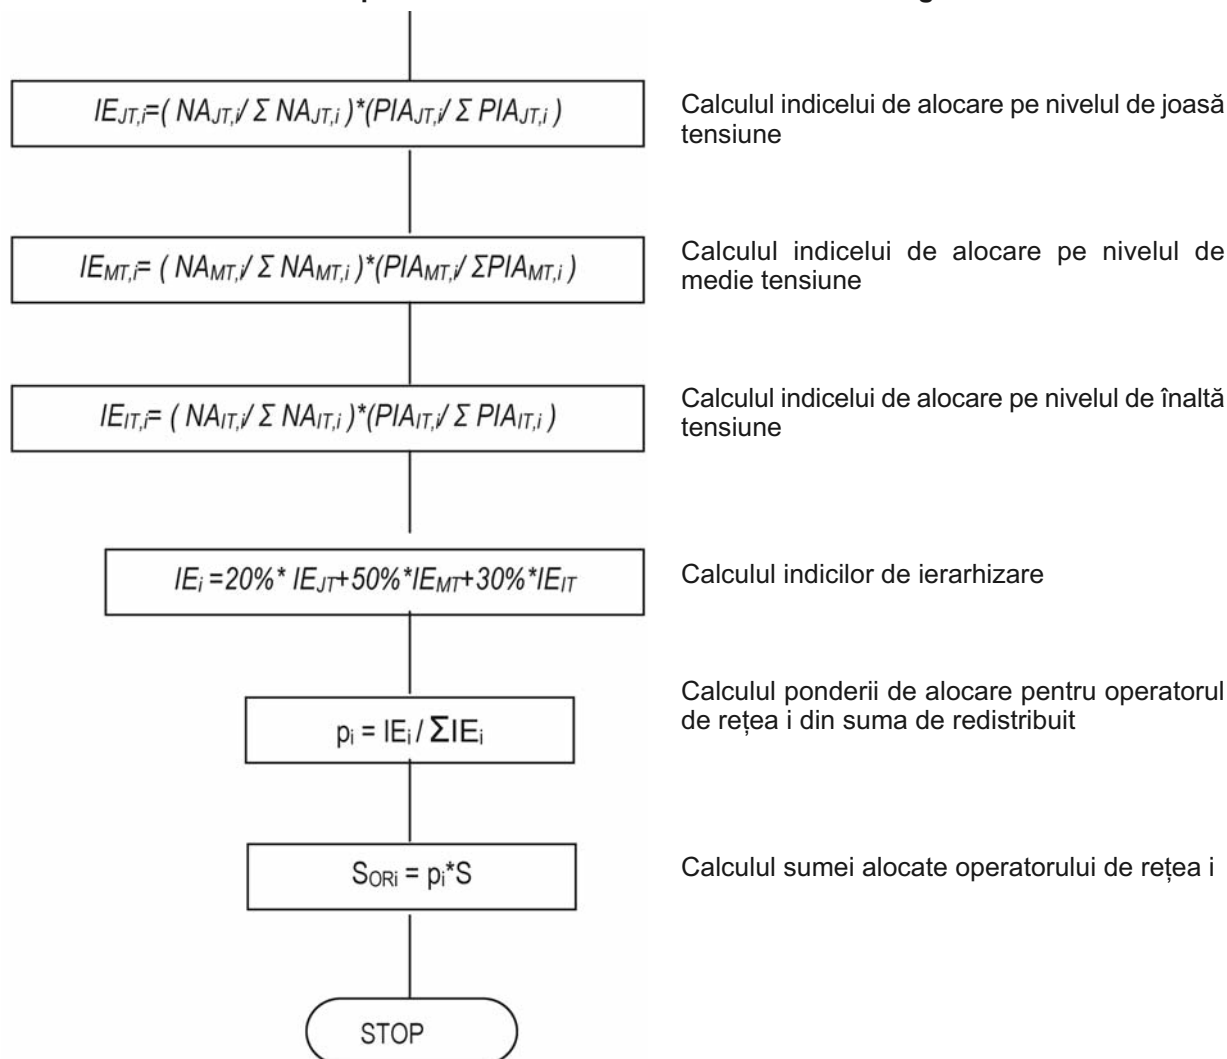 IE_JT,i=( NA_JT,i/ Σ NA_JT,i )*(PIA_JT,i/ Σ PIA_JT,i )
Calculul indicelui de alocare pe nivelul de joasă
tensiune
IE_MT,i= ( NA_MT,i/ Σ NA_MT,i )*(PIA_MT,i/ ΣPIA_MT,i )
Calculul indicelui de alocare pe nivelul de
medie tensiune
IE_IT,i= ( NA_IT,i/ Σ NA_IT,i )*(PIA_IT,i/ Σ PIA_IT,i )
Calculul indicelui de alocare pe nivelul de înaltă
tensiune
IE_i =20%* IE_JT+50%*IE_MT+30%*IE_IT
Calculul indicilor de ierarhizare
Calculul ponderii de alocare pentru operatorul
de rețea i din suma de redistribuit
p_i = IE_i / ΣIE_i
S_ORi = p_i*S
Calculul sumei alocate operatorului de rețea i
STOP